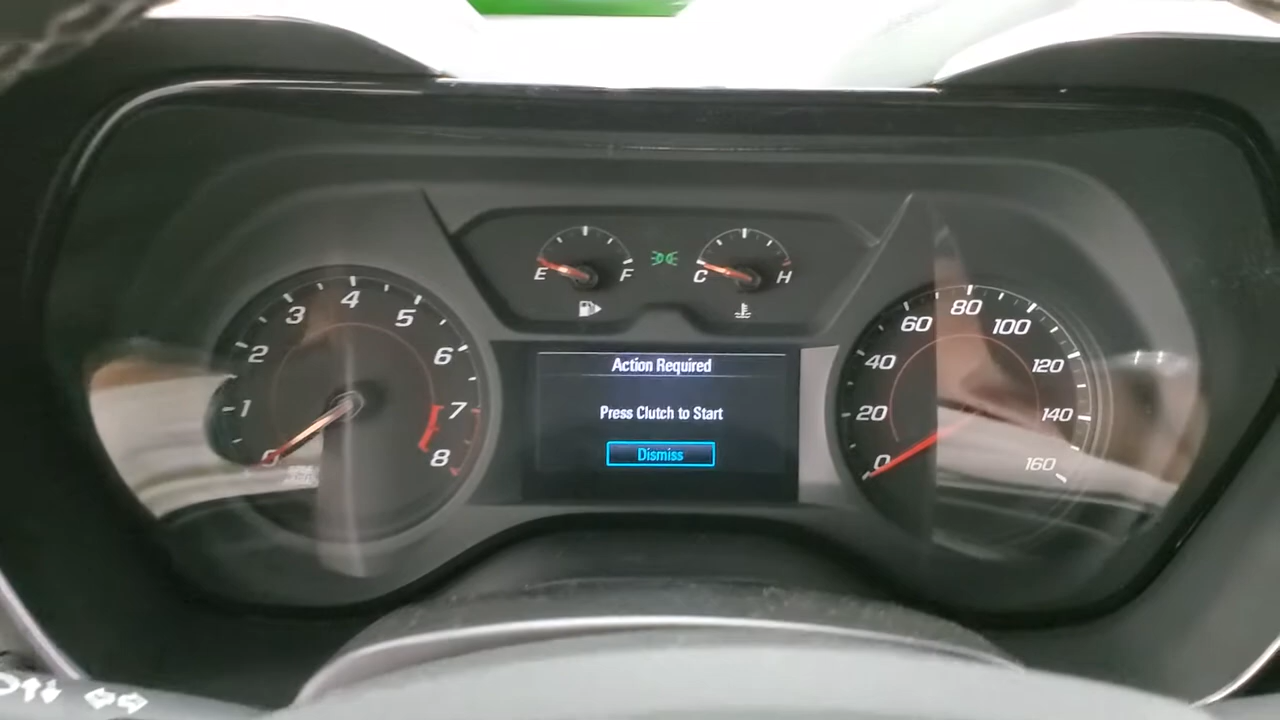 E F
C H
0 1 2 3 4 5 6 7 8
Action Required
Press Clutch to Start
Dismiss
0 20 40 60 80 100 120 140 160